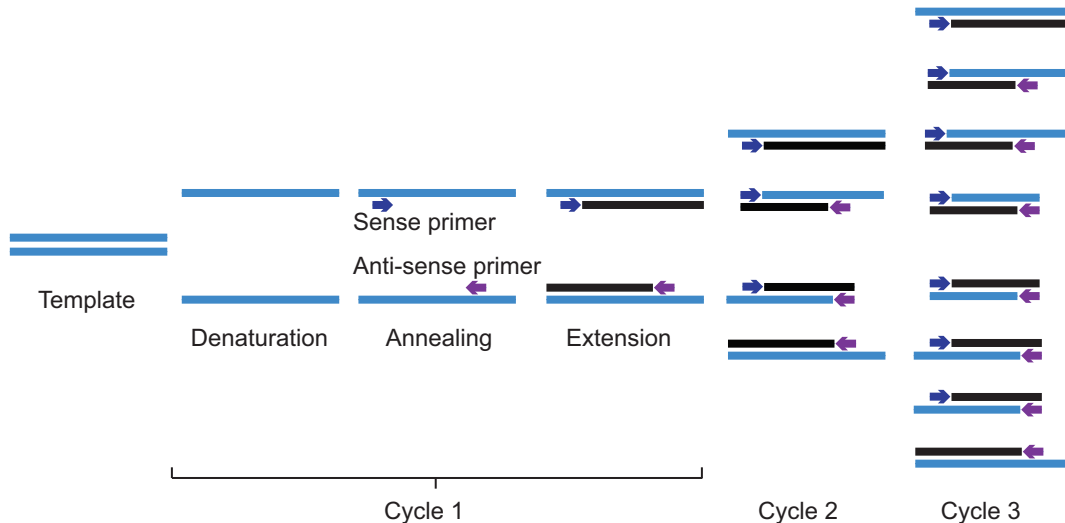 Sense primer
Anti-sense primer
Template
Denaturation
Annealing
Extension
Cycle 1
Cycle 2
Cycle 3